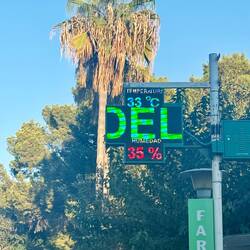 TEMPERATURA
33 °C
DEL
HUMEDAD
35 %
FAR